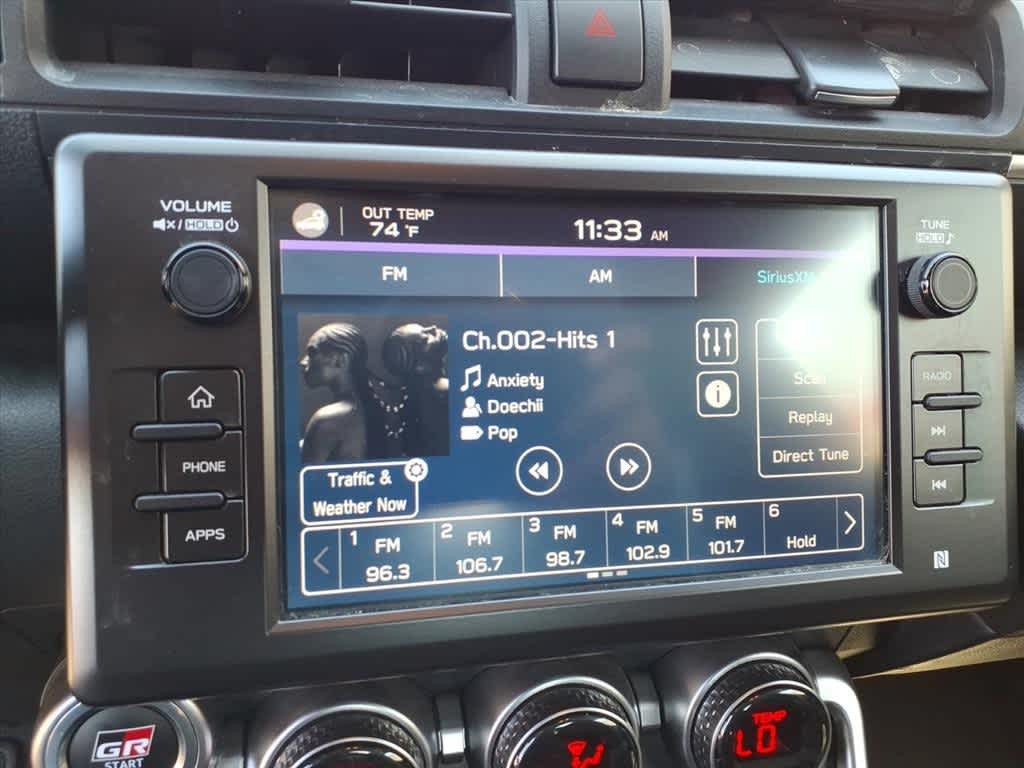 VOLUME
/ HOLD
OUT TEMP
74 °F
11:33 AM
TUNE
HOLD
FM
AM
SiriusXM
Ch.002-Hits 1
Anxiety
Doechii
Pop
Scan
Replay
Direct Tune
Traffic &
Weather Now
1 FM 96.3
2 FM 106.7
3 FM 98.7
4 FM 102.9
5 FM 101.7
6 Hold
PHONE
APPS
RADIO
N
GR
START
TEMP
LO